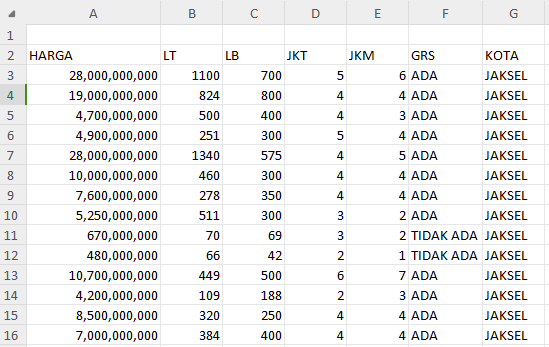 A B C D E F G
1
2 HARGA LT LB JKT JKM GRS KOTA
3 28,000,000,000 1100 700 5 6 ADA JAKSEL
4 19,000,000,000 824 800 4 4 ADA JAKSEL
5 4,700,000,000 500 400 4 3 ADA JAKSEL
6 4,900,000,000 251 300 5 4 ADA JAKSEL
7 28,000,000,000 1340 575 4 5 ADA JAKSEL
8 10,000,000,000 460 300 4 4 ADA JAKSEL
9 7,600,000,000 278 350 4 4 ADA JAKSEL
10 5,250,000,000 511 300 3 2 ADA JAKSEL
11 670,000,000 70 69 3 2 TIDAK ADA JAKSEL
12 480,000,000 66 42 2 1 TIDAK ADA JAKSEL
13 10,700,000,000 449 500 6 7 ADA JAKSEL
14 4,200,000,000 109 188 2 3 ADA JAKSEL
15 8,500,000,000 320 250 4 4 ADA JAKSEL
16 7,000,000,000 384 400 4 4 ADA JAKSEL